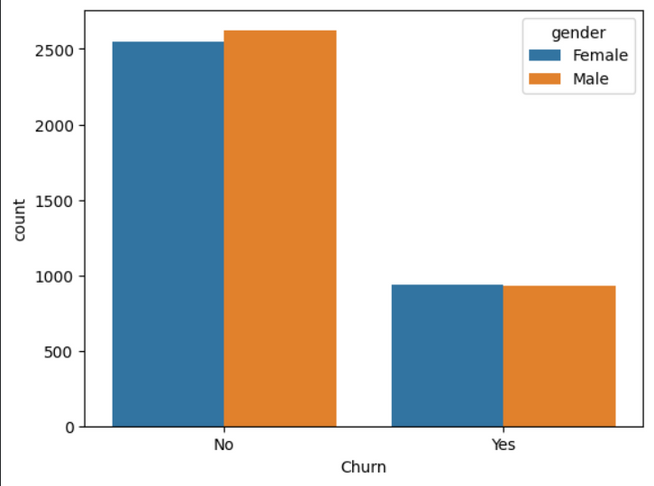 gender
Female
Male
2500
2000
1500
1000
500
0
count
No
Yes
Churn